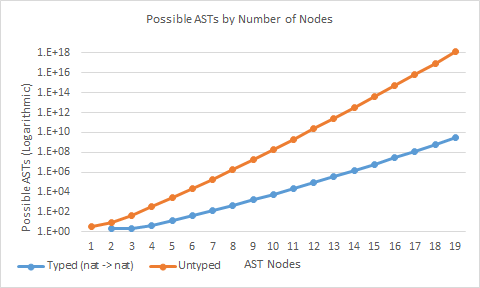 Possible ASTs by Number of Nodes
Possible ASTs (Logarithmic)
1.E+18
1.E+16
1.E+14
1.E+12
1.E+10
1.E+08
1.E+06
1.E+04
1.E+02
1.E+00
1 2 3 4 5 6 7 8 9 10 11 12 13 14 15 16 17 18 19
Typed (nat -> nat) Untyped AST Nodes